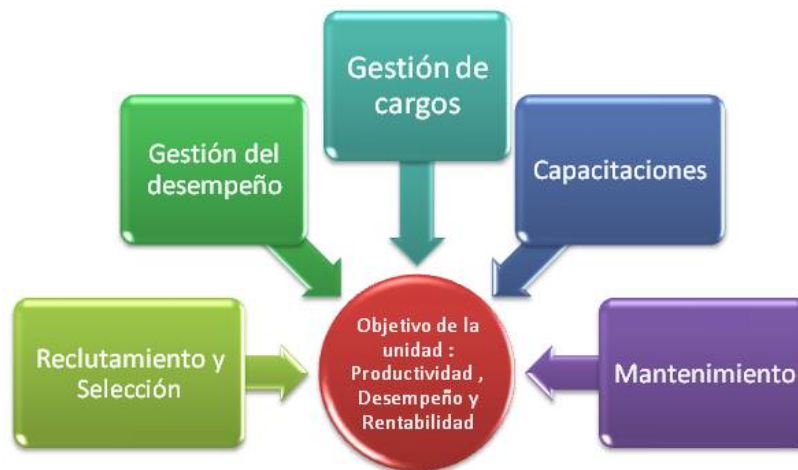 Gestión de
cargos
Gestión del
desempeño
Capacitaciones
Reclutamiento y
Selección
Objetivo de la
unidad :
Productividad ,
Desempeño y
Rentabilidad
Mantenimiento